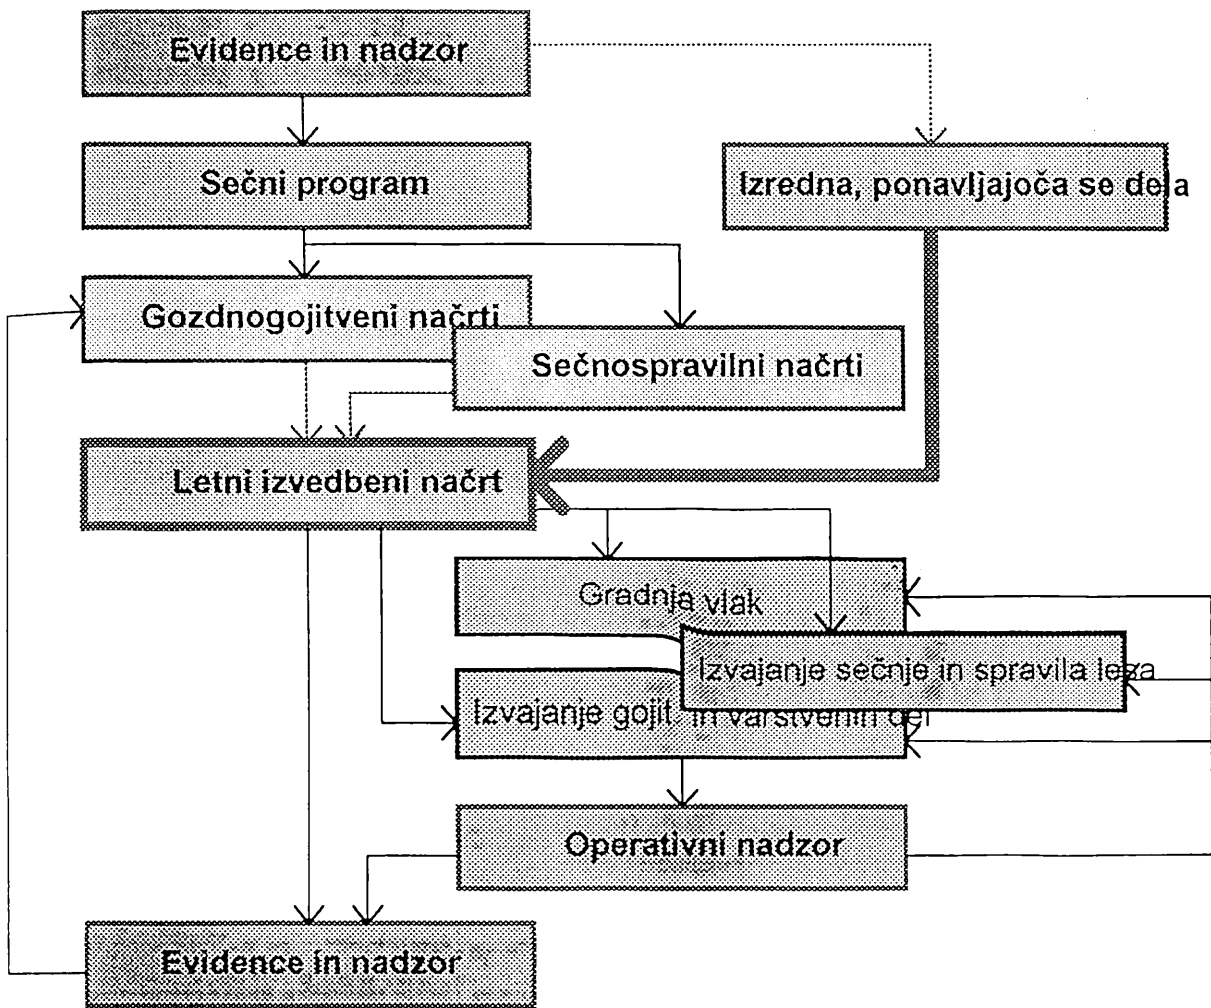 Evidence in nadzor
Sečni program
Izredna, ponavljajoča se dela
Gozdnogojitveni načrti
Sečnospravilni načrti
Letni izvedbeni načrt
Gradnja vlak
Izvajanje sečnje in spravila lesa
Izvajanje gojit. in varstvenih del
Operativni nadzor
Evidence in nadzor